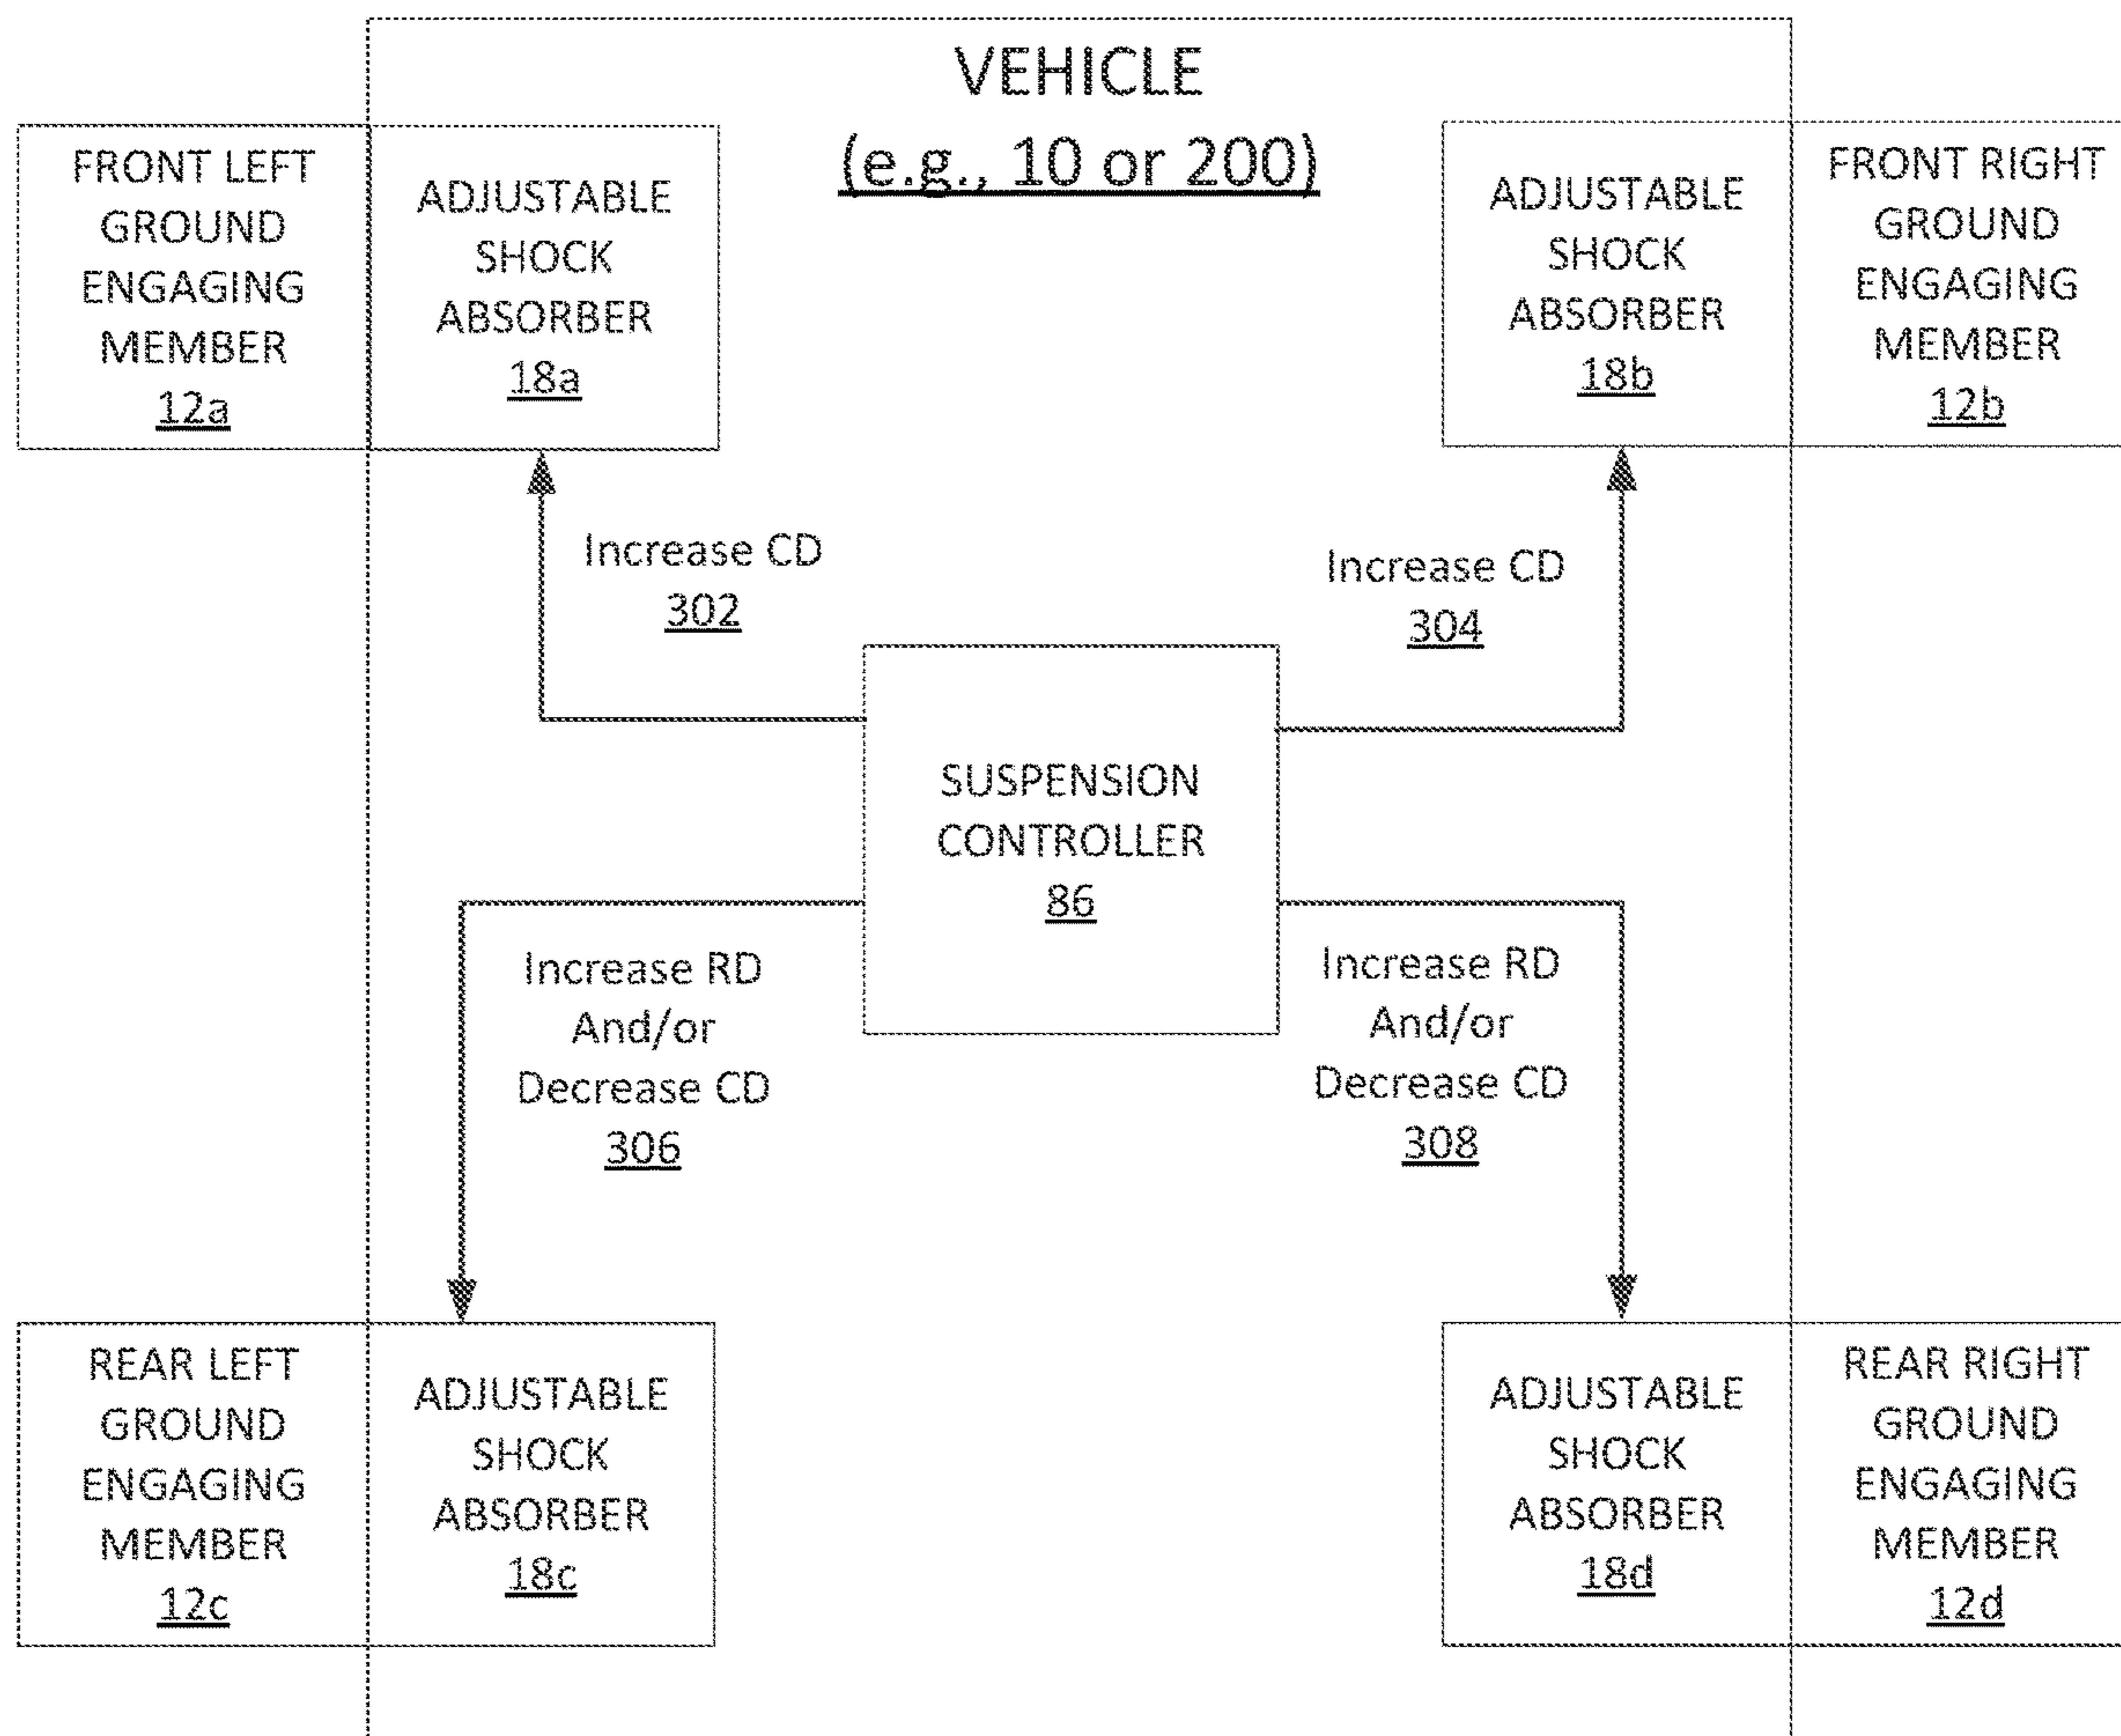 VEHICLE
(e.g., 10 or 200)
FRONT LEFT
GROUND
ENGAGING
MEMBER
12a
ADJUSTABLE
SHOCK
ABSORBER
18a
ADJUSTABLE
SHOCK
ABSORBER
18b
FRONT RIGHT
GROUND
ENGAGING
MEMBER
12b
Increase CD
302
Increase CD
304
SUSPENSION
CONTROLLER
86
Increase RD
And/or
Decrease CD
306
Increase RD
And/or
Decrease CD
308
REAR LEFT
GROUND
ENGAGING
MEMBER
12c
ADJUSTABLE
SHOCK
ABSORBER
18c
ADJUSTABLE
SHOCK
ABSORBER
18d
REAR RIGHT
GROUND
ENGAGING
MEMBER
12d